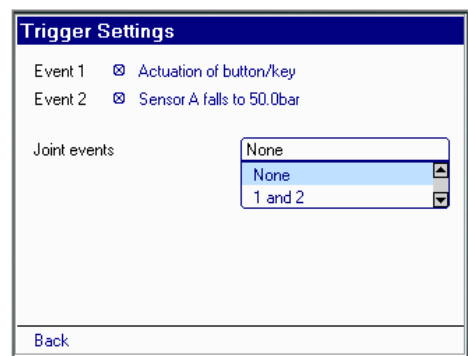 Trigger Settings
Event 1 ⊠ Actuation of button/key
Event 2 ⊠ Sensor A falls to 50.0bar
Joint events None
None
1 and 2
Back